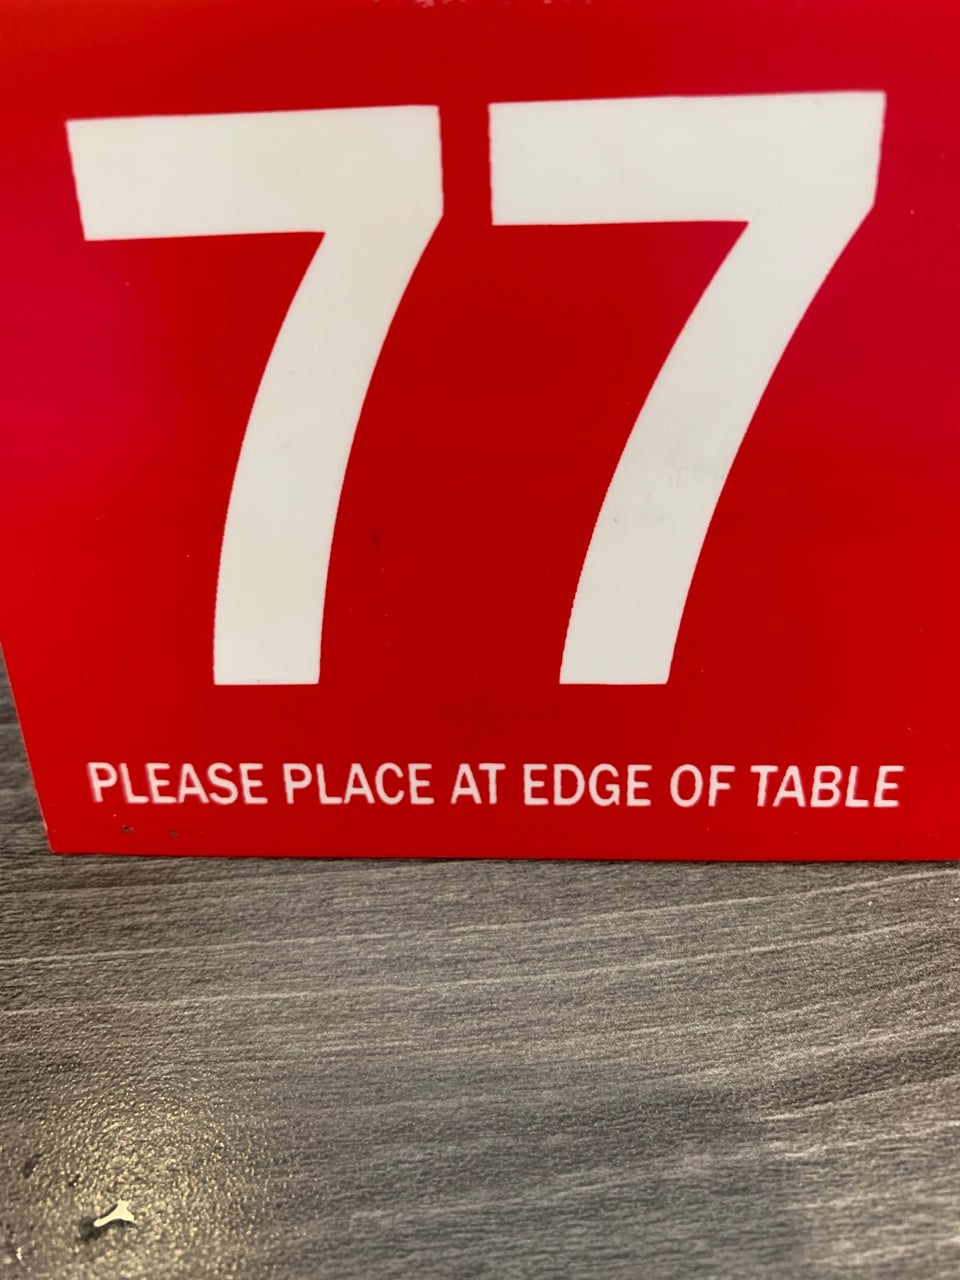 77
PLEASE PLACE AT EDGE OF TABLE